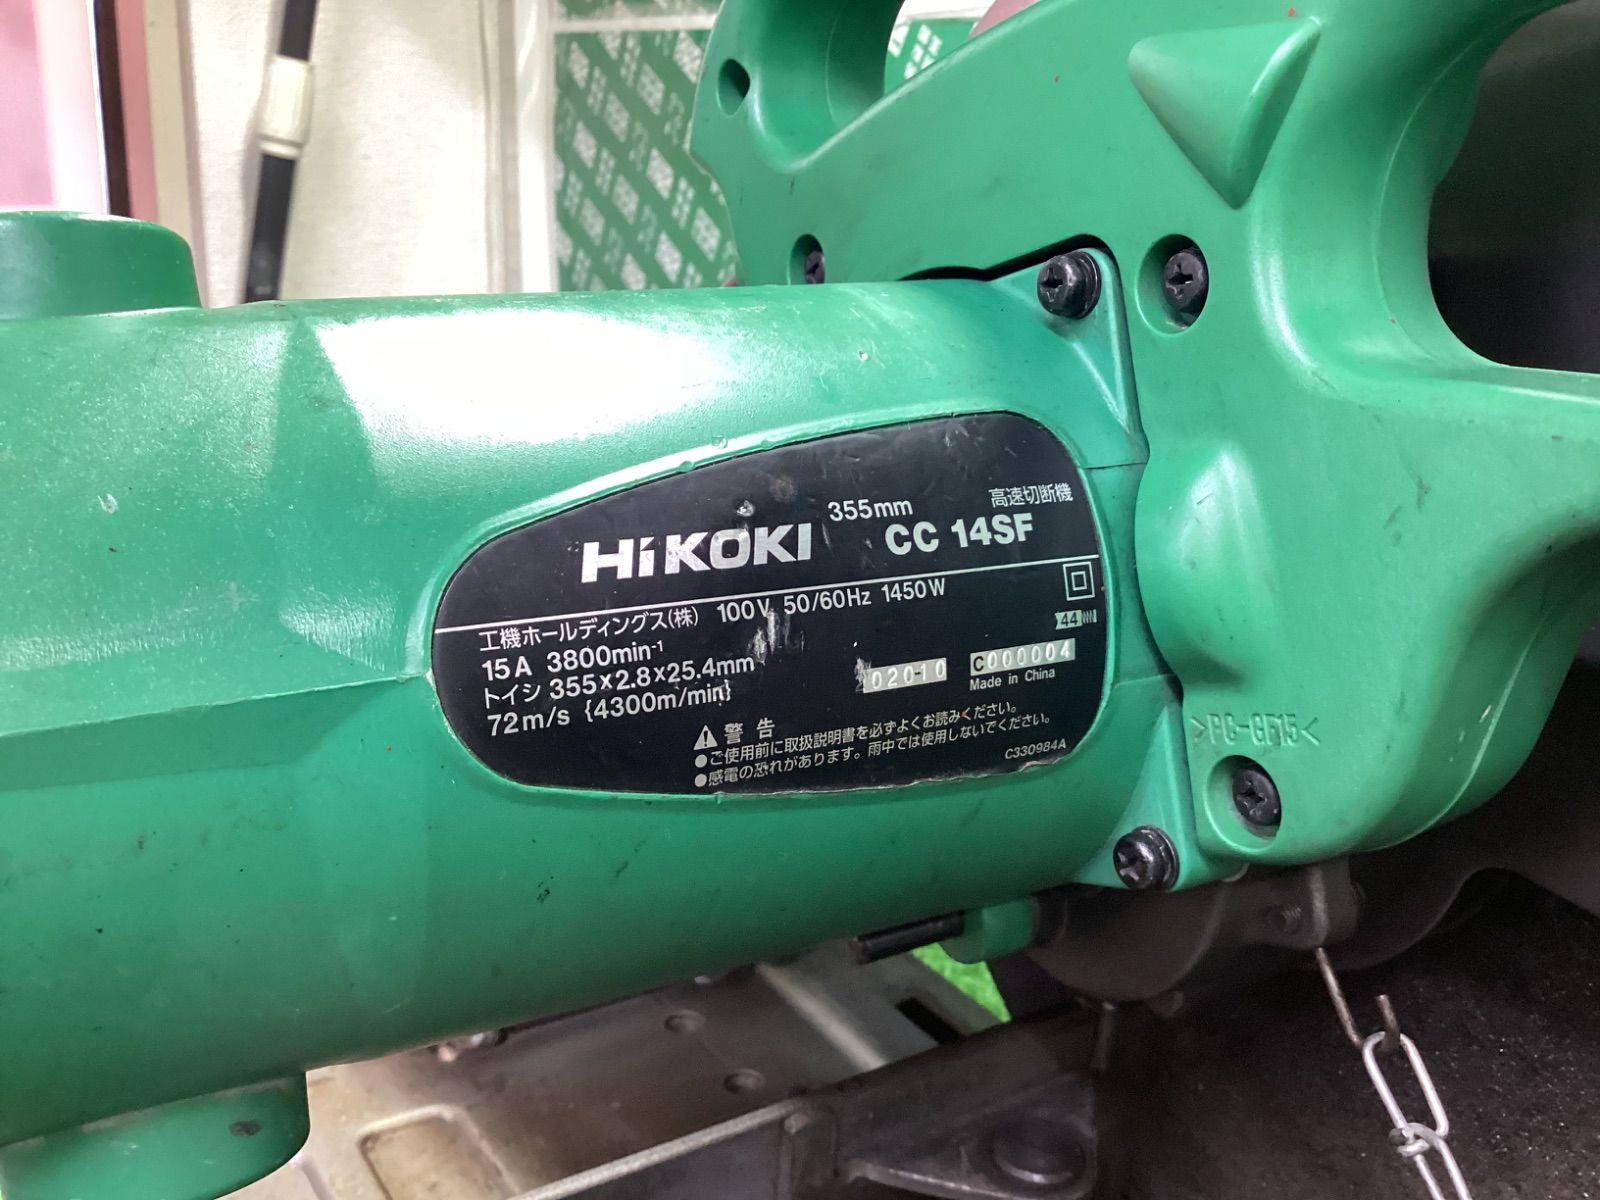 HiKOKI 355mm 高速切断機
CC 14SF
工機ホールディングス(株) 100V 50/60Hz 1450W
15A 3800min-1
トイシ 355×2.8×25.4mm
72m/s {4300m/min}
44
020-10 C000004
Made in China
警告
●ご使用前に取扱説明書を必ずよくお読みください。
●感電の恐れがあります。雨中では使用しないでください。
C330984A
>PC-GF15<